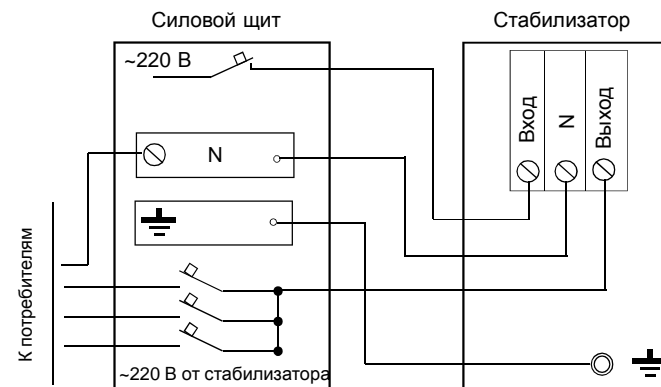 Силовой щит
Стабилизатор
~220 В
Вход
N
Выход
N
К потребителям
~220 В от стабилизатора